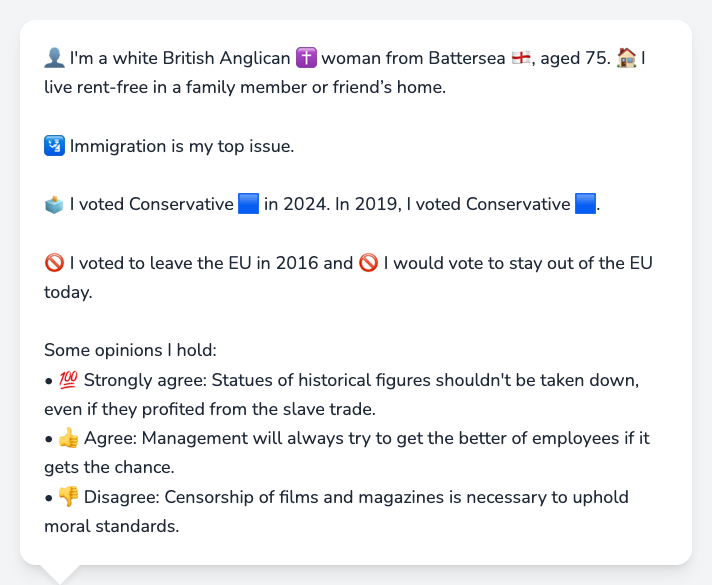 👤 I'm a white British Anglican ✝️ woman from Battersea 🏴󠁧󠁢󠁥󠁮󠁧󠁿, aged 75. 🏠 I
live rent-free in a family member or friend’s home.
🛂 Immigration is my top issue.
🗳️ I voted Conservative 🟦 in 2024. In 2019, I voted Conservative 🟦.
🚫 I voted to leave the EU in 2016 and 🚫 I would vote to stay out of the EU
today.
Some opinions I hold:
• 💯 Strongly agree: Statues of historical figures shouldn't be taken down,
even if they profited from the slave trade.
• 👍 Agree: Management will always try to get the better of employees if it
gets the chance.
• 👎 Disagree: Censorship of films and magazines is necessary to uphold
moral standards.